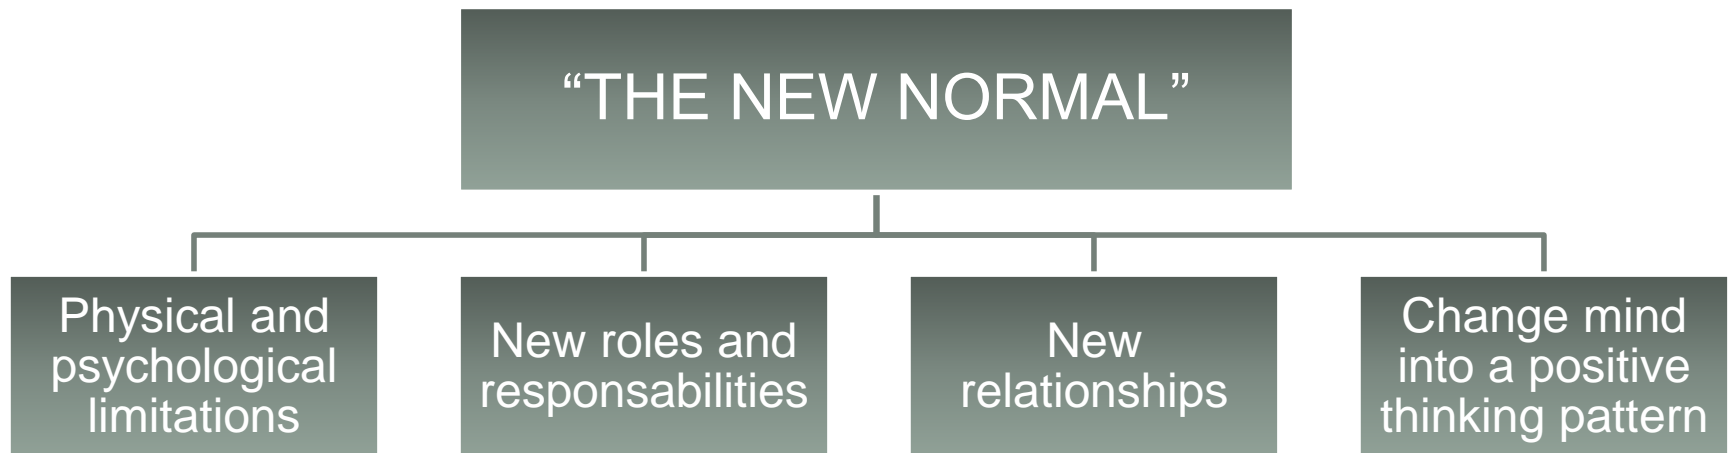 “THE NEW NORMAL”
Physical and
psychological
limitations
New roles and
responsabilities
New
relationships
Change mind
into a positive
thinking pattern